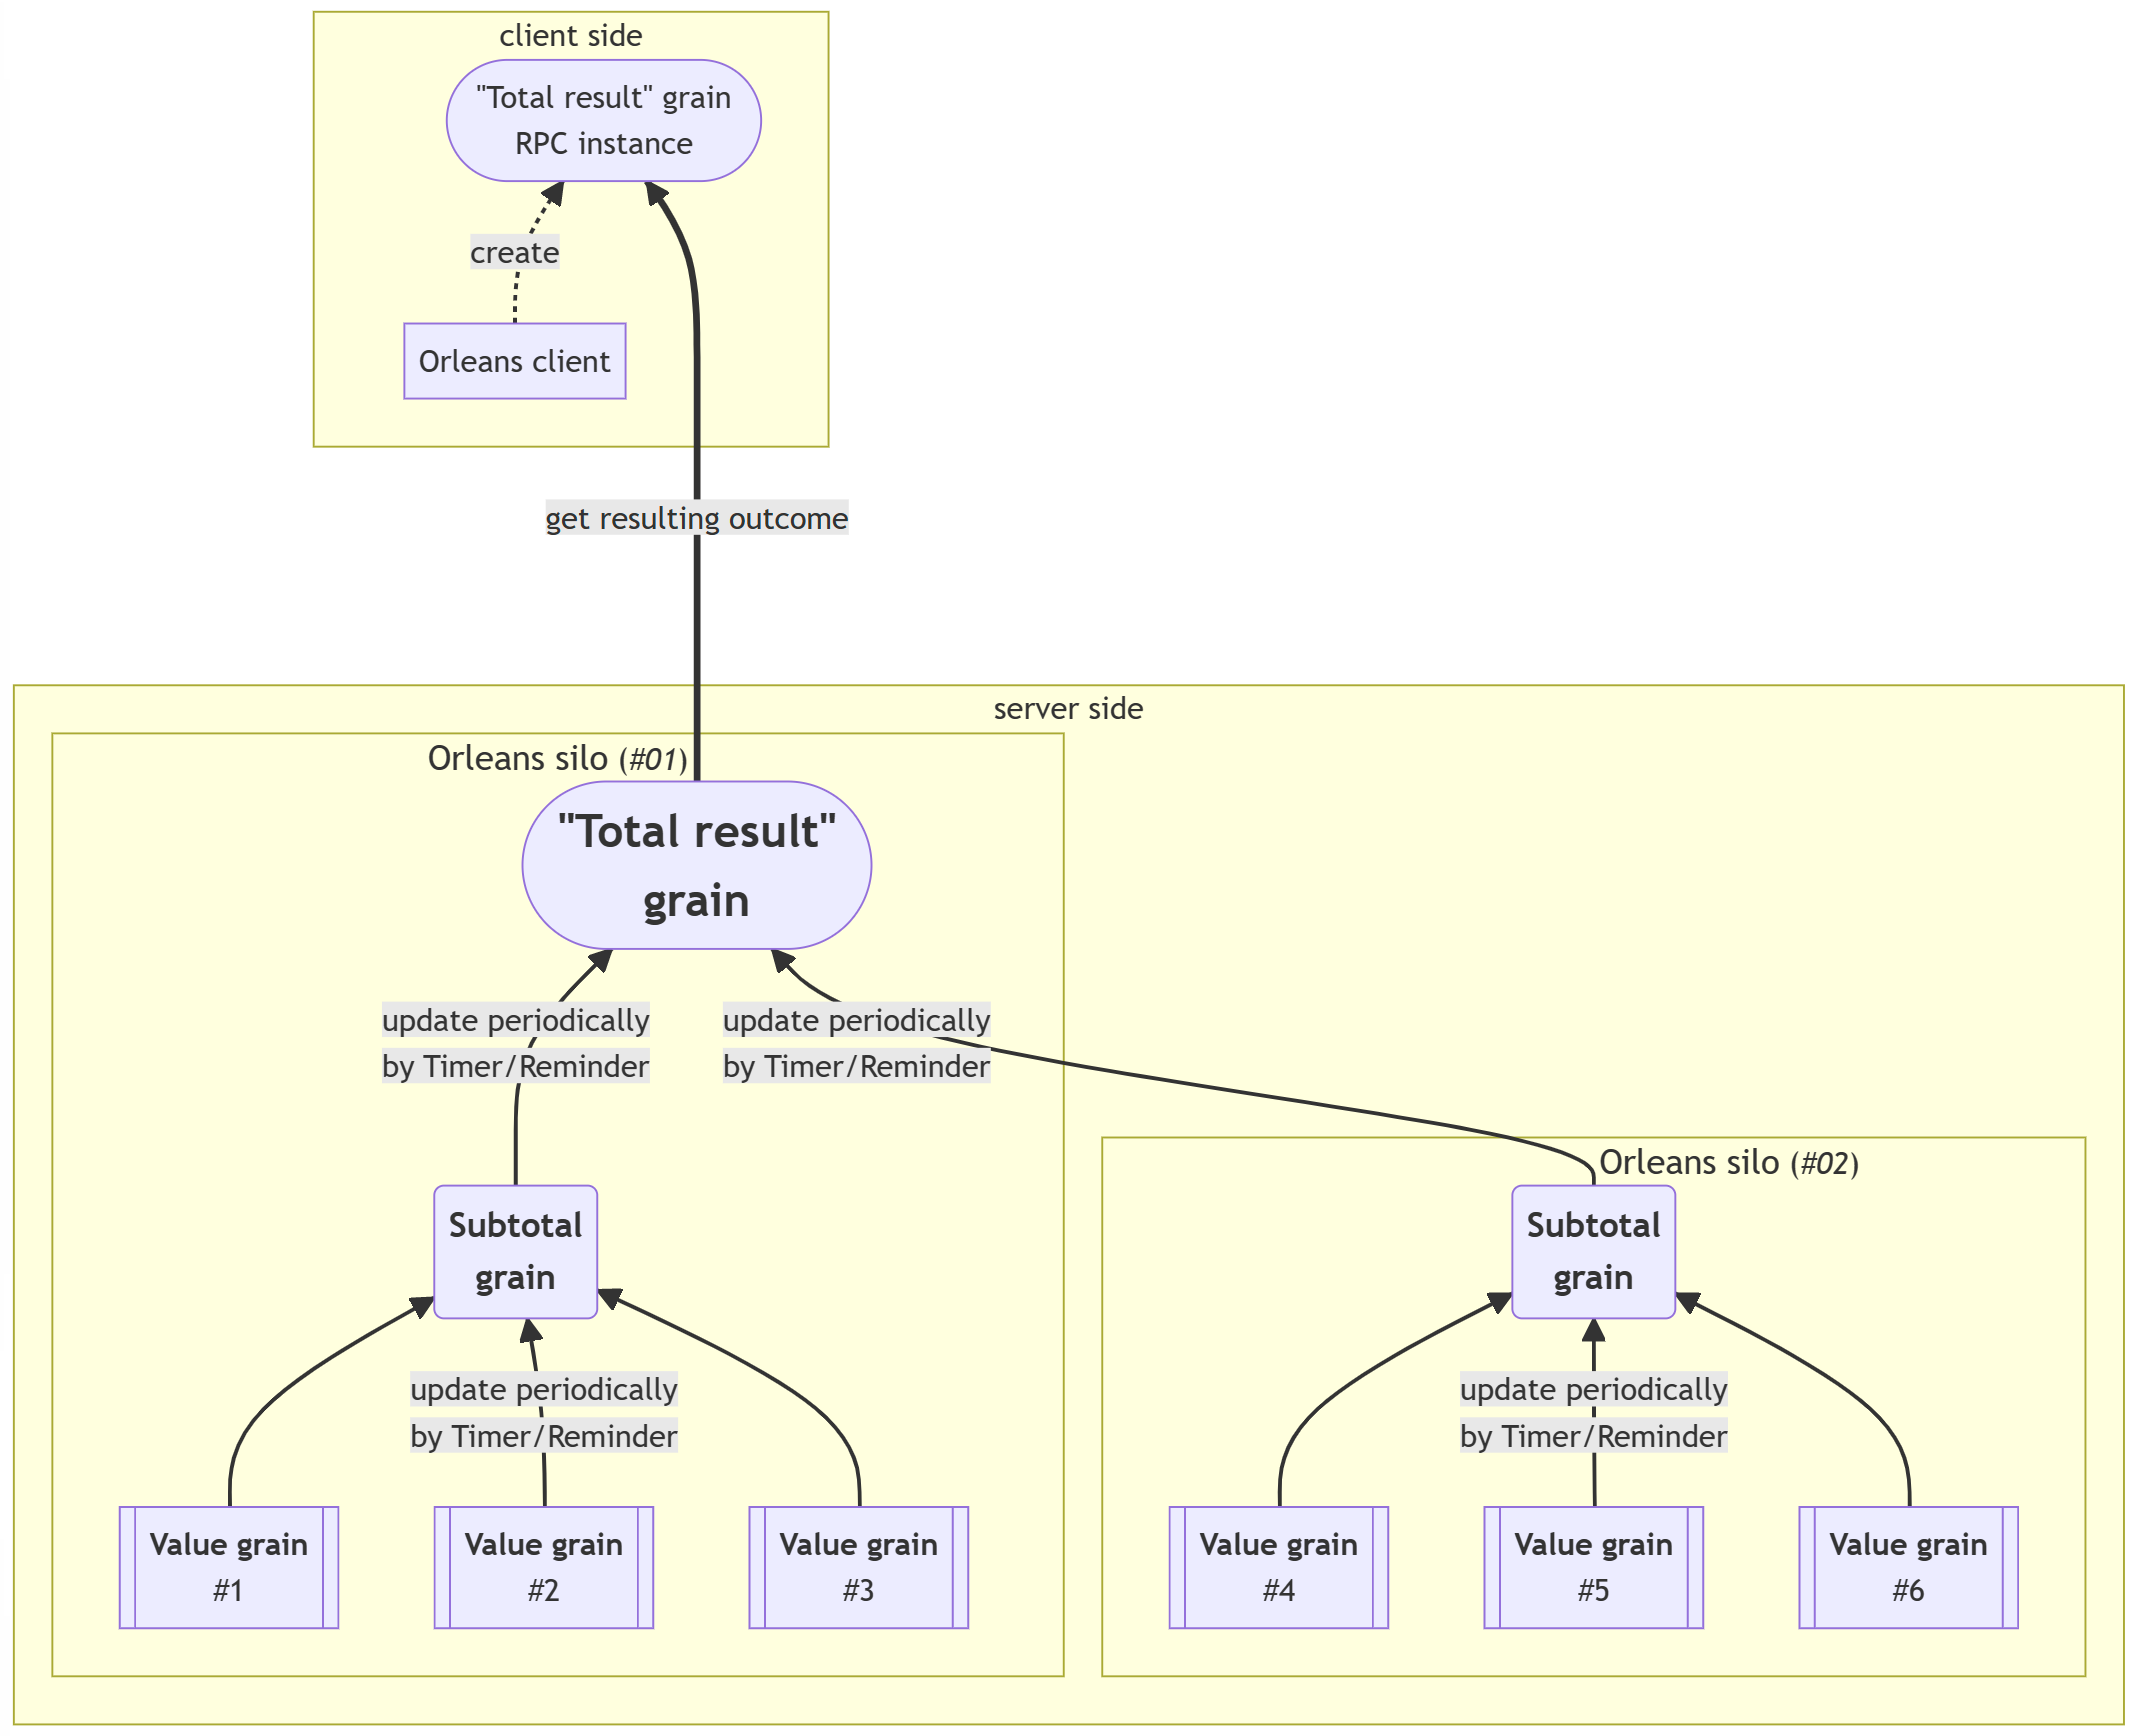 client side
"Total result" grain
RPC instance
create
Orleans client
get resulting outcome
server side
Orleans silo (#01)
"Total result"
grain
update periodically
by Timer/Reminder
update periodically
by Timer/Reminder
Orleans silo (#02)
Subtotal
grain
Subtotal
grain
update periodically
by Timer/Reminder
update periodically
by Timer/Reminder
Value grain
#1
Value grain
#2
Value grain
#3
Value grain
#4
Value grain
#5
Value grain
#6